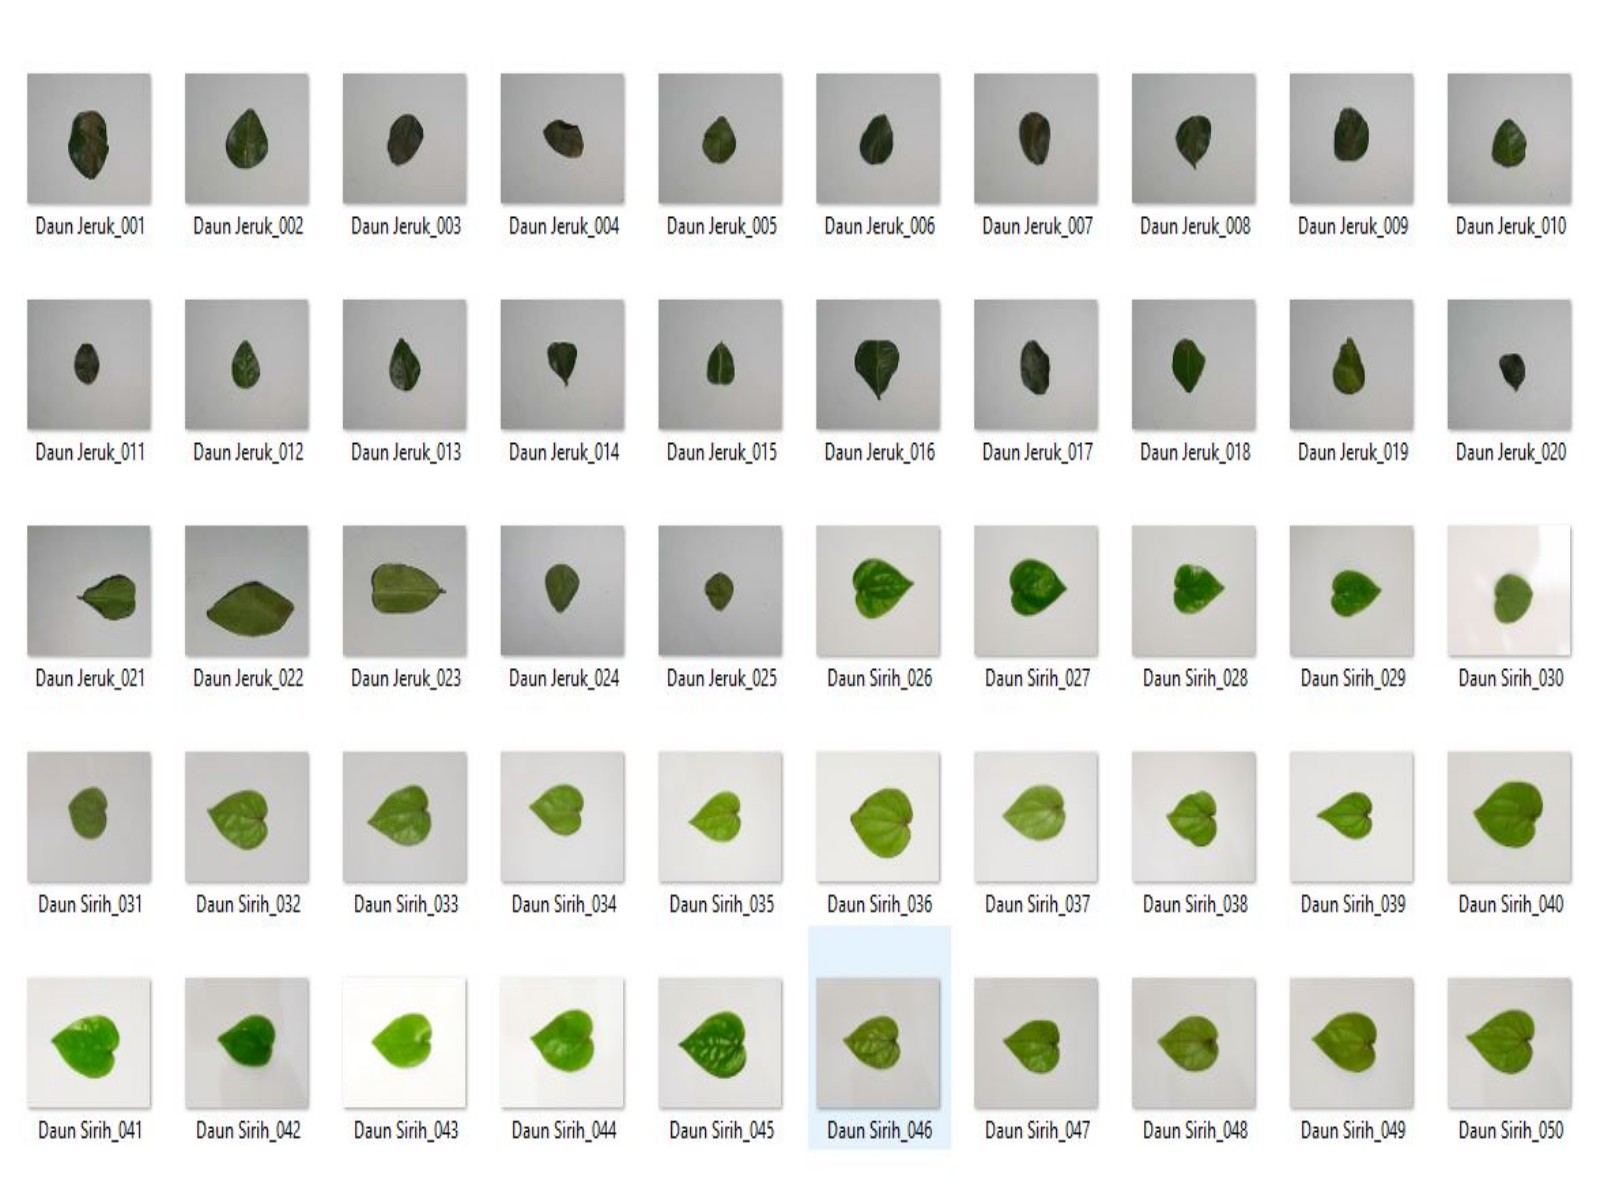 Daun Jeruk_001 Daun Jeruk_002 Daun Jeruk_003 Daun Jeruk_004 Daun Jeruk_005 Daun Jeruk_006 Daun Jeruk_007 Daun Jeruk_008 Daun Jeruk_009 Daun Jeruk_010
Daun Jeruk_011 Daun Jeruk_012 Daun Jeruk_013 Daun Jeruk_014 Daun Jeruk_015 Daun Jeruk_016 Daun Jeruk_017 Daun Jeruk_018 Daun Jeruk_019 Daun Jeruk_020
Daun Jeruk_021 Daun Jeruk_022 Daun Jeruk_023 Daun Jeruk_024 Daun Jeruk_025 Daun Sirih_026 Daun Sirih_027 Daun Sirih_028 Daun Sirih_029 Daun Sirih_030
Daun Sirih_031 Daun Sirih_032 Daun Sirih_033 Daun Sirih_034 Daun Sirih_035 Daun Sirih_036 Daun Sirih_037 Daun Sirih_038 Daun Sirih_039 Daun Sirih_040
Daun Sirih_041 Daun Sirih_042 Daun Sirih_043 Daun Sirih_044 Daun Sirih_045 Daun Sirih_046 Daun Sirih_047 Daun Sirih_048 Daun Sirih_049 Daun Sirih_050